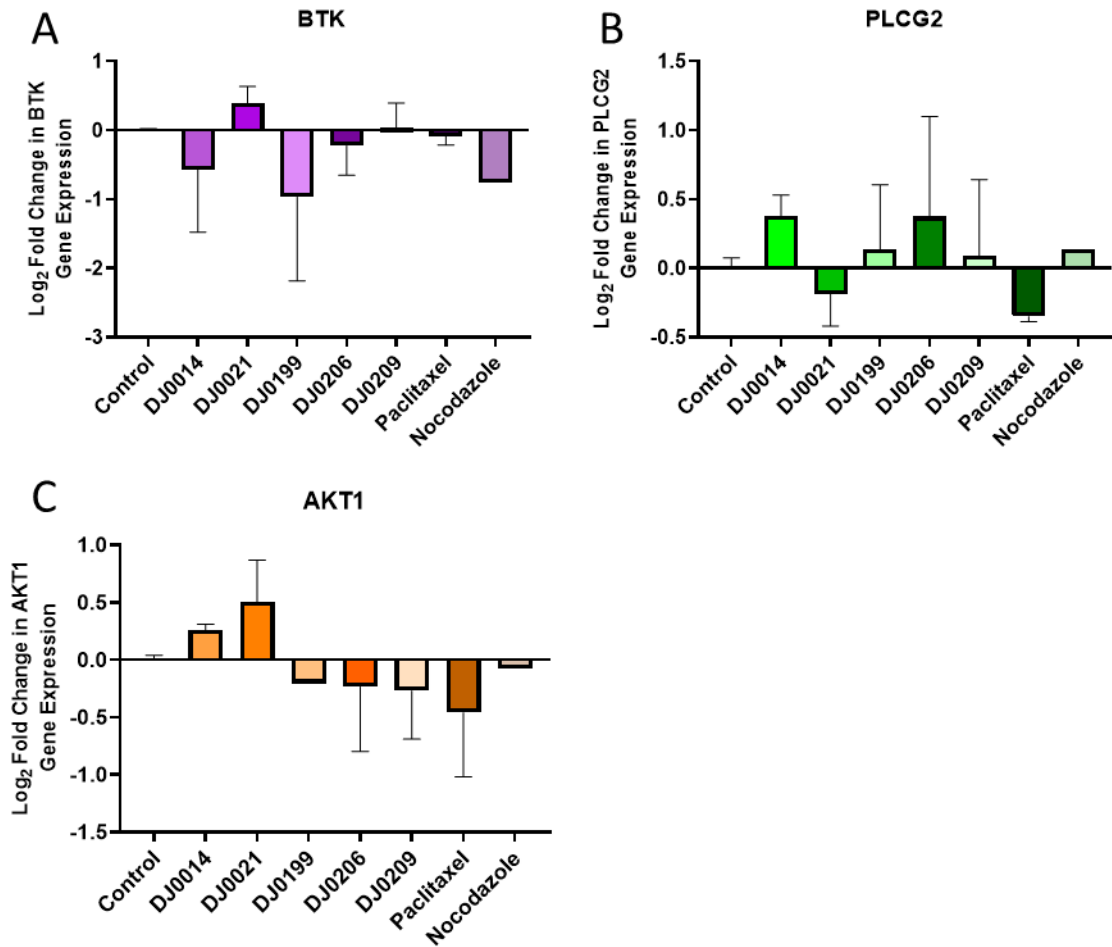 A
BTK
Log₂ Fold Change in BTK
Gene Expression
1
0
-1
-2
-3
Control
DJ0014
DJ0021
DJ0199
DJ0206
DJ0209
Paclitaxel
Nocodazole
B
PLCG2
Log₂ Fold Change in PLCG2
Gene Expression
1.5
1.0
0.5
0.0
-0.5
Control
DJ0014
DJ0021
DJ0199
DJ0206
DJ0209
Paclitaxel
Nocodazole
C
AKT1
Log₂ Fold Change in AKT1
Gene Expression
1.0
0.5
0.0
-0.5
-1.0
-1.5
Control
DJ0014
DJ0021
DJ0199
DJ0206
DJ0209
Paclitaxel
Nocodazole